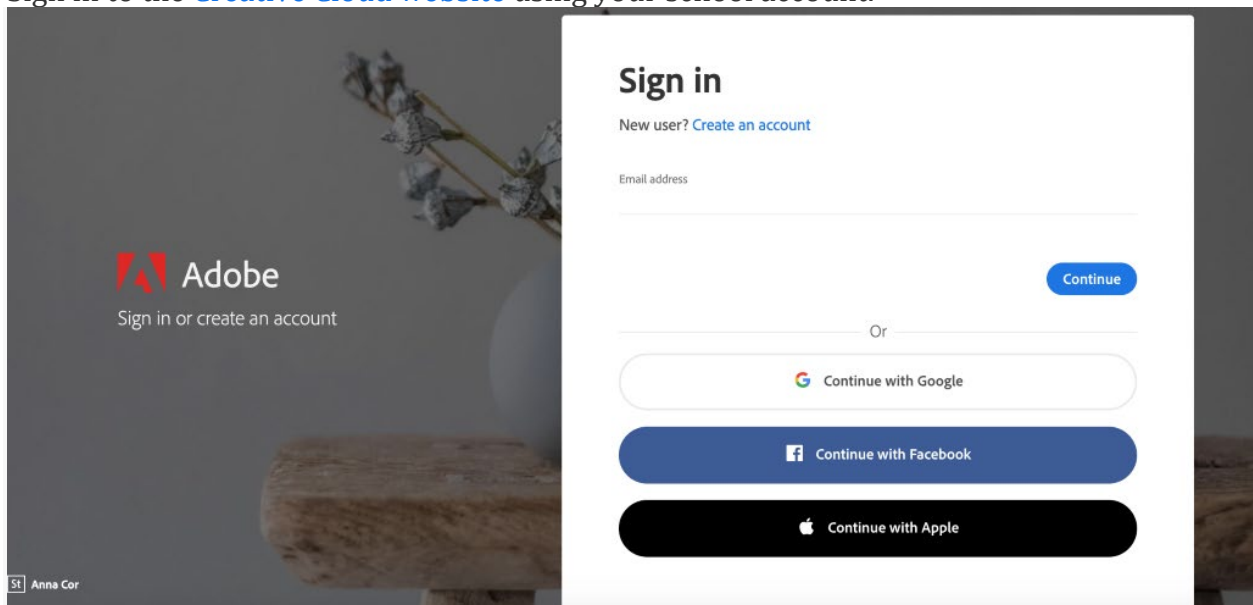 Sign in to the Creative Cloud website using your school account.
Adobe
Sign in or create an account
St Anna Cor
Sign in
New user? Create an account
Email address
Continue
Or
Continue with Google
Continue with Facebook
Continue with Apple